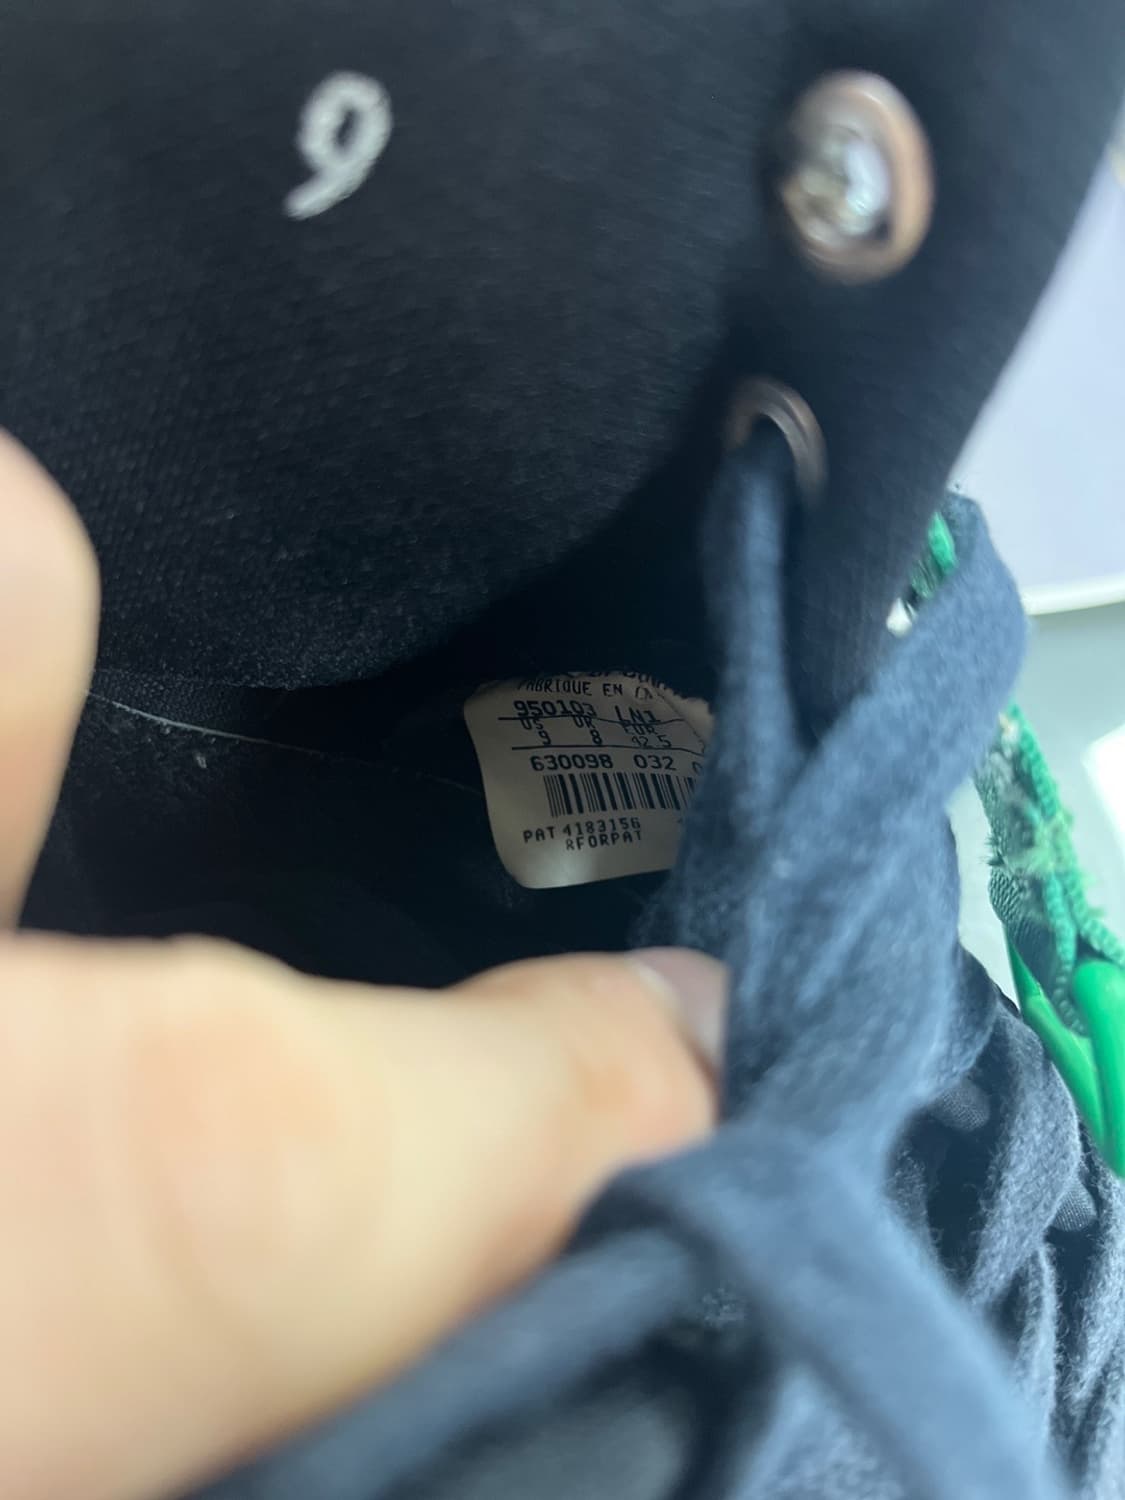 9
FABRIQUE EN
950103 LN1
US UK EUR
9 8 42.5
630098 032
PAT 4183156
RFORPAT